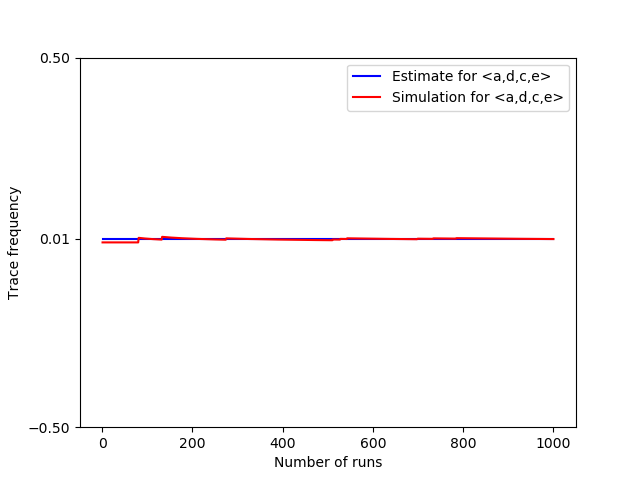 0.50
Estimate for <a,d,c,e>
Simulation for <a,d,c,e>
Trace frequency
0.01
−0.50
0 200 400 600 800 1000
Number of runs